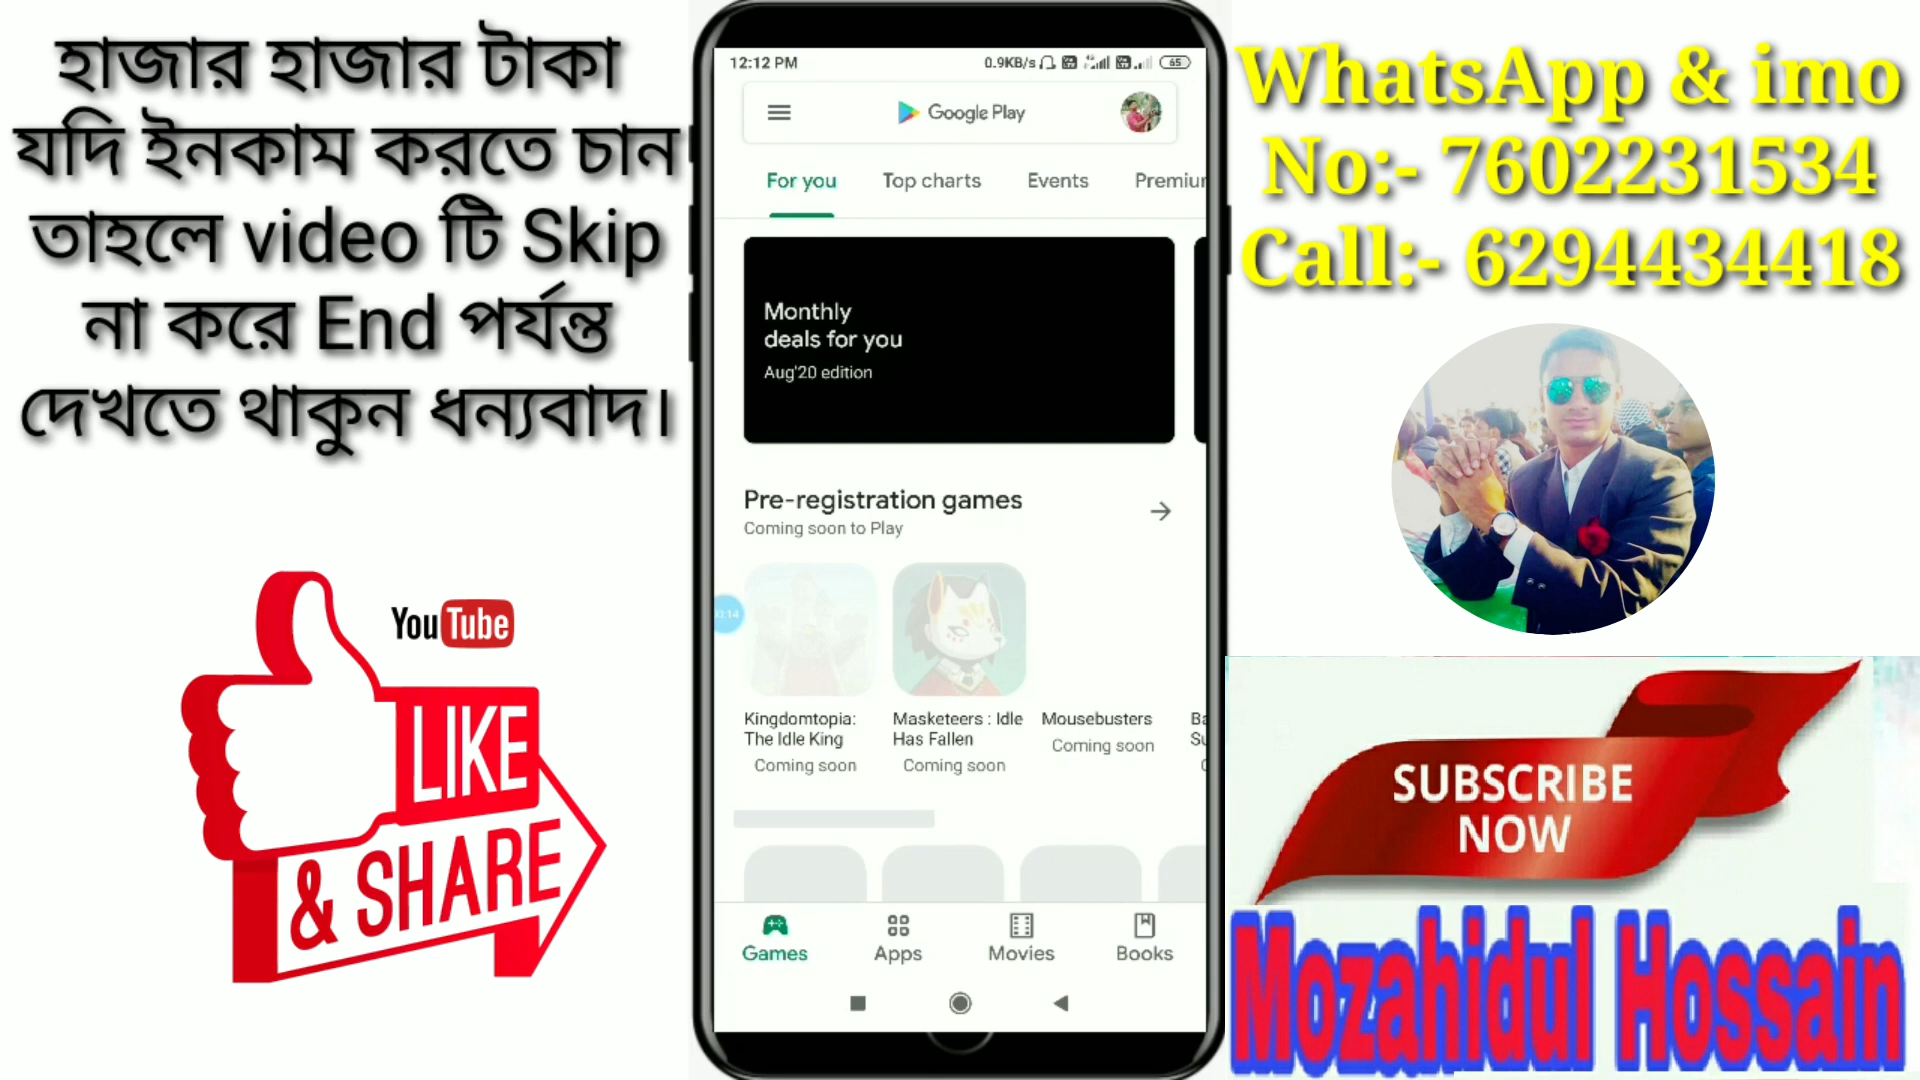 হাজার হাজার টাকা
যদি ইনকাম করতে চান
তাহলে video টি Skip
না করে End পর্যন্ত
দেখতে থাকুন ধন্যবাদ।
YouTube
LIKE
& SHARE
12:12 PM
0.9KB/s
65
Google Play
For you
Top charts
Events
Premiur
Monthly
deals for you
Aug'20 edition
Pre-registration games
Coming soon to Play
Kingdomtopia:
The Idle King
Coming soon
Masketeers : Idle
Has Fallen
Coming soon
Mousebusters
Coming soon
Games
Apps
Movies
Books
WhatsApp & imo
No:- 7602231534
Call:- 6294434418
SUBSCRIBE
NOW
Mozahidul Hossain